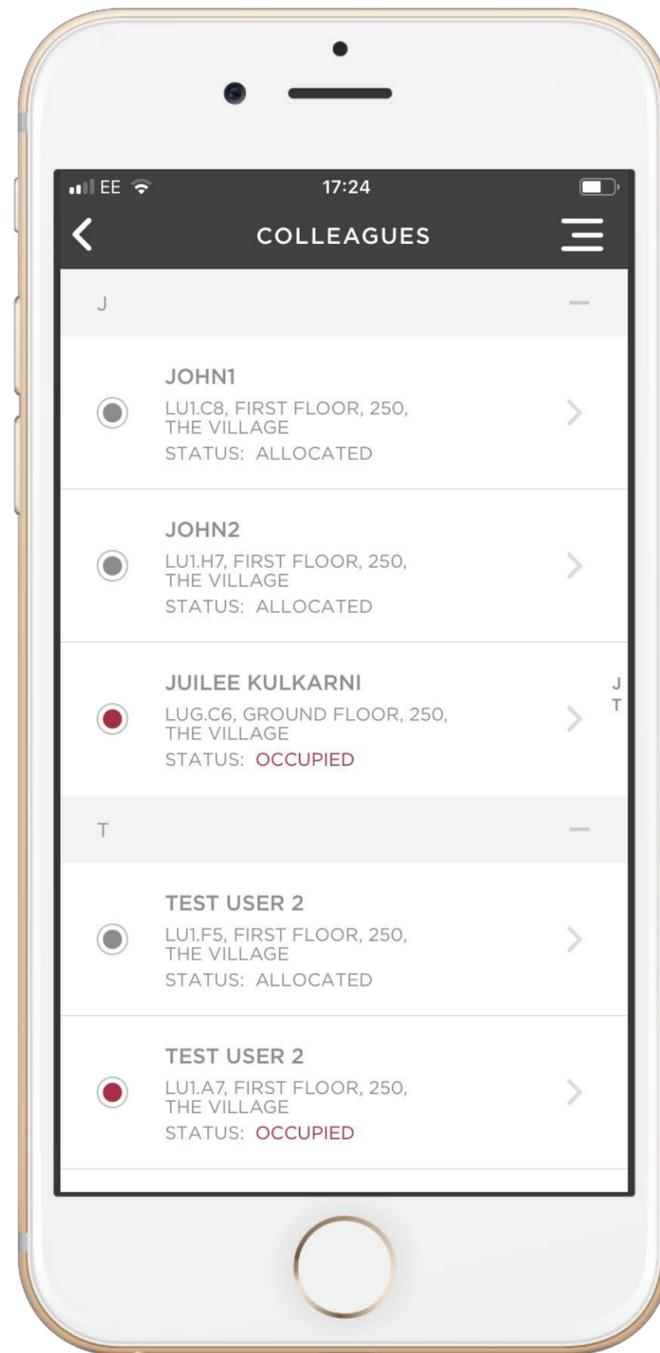 EE 17:24
COLLEAGUES
J
JOHN1
LU1.C8, FIRST FLOOR, 250,
THE VILLAGE
STATUS: ALLOCATED
JOHN2
LU1.H7, FIRST FLOOR, 250,
THE VILLAGE
STATUS: ALLOCATED
JUILEE KULKARNI
LUG.C6, GROUND FLOOR, 250,
THE VILLAGE
STATUS: OCCUPIED
J
T
T
TEST USER 2
LU1.F5, FIRST FLOOR, 250,
THE VILLAGE
STATUS: ALLOCATED
TEST USER 2
LU1.A7, FIRST FLOOR, 250,
THE VILLAGE
STATUS: OCCUPIED